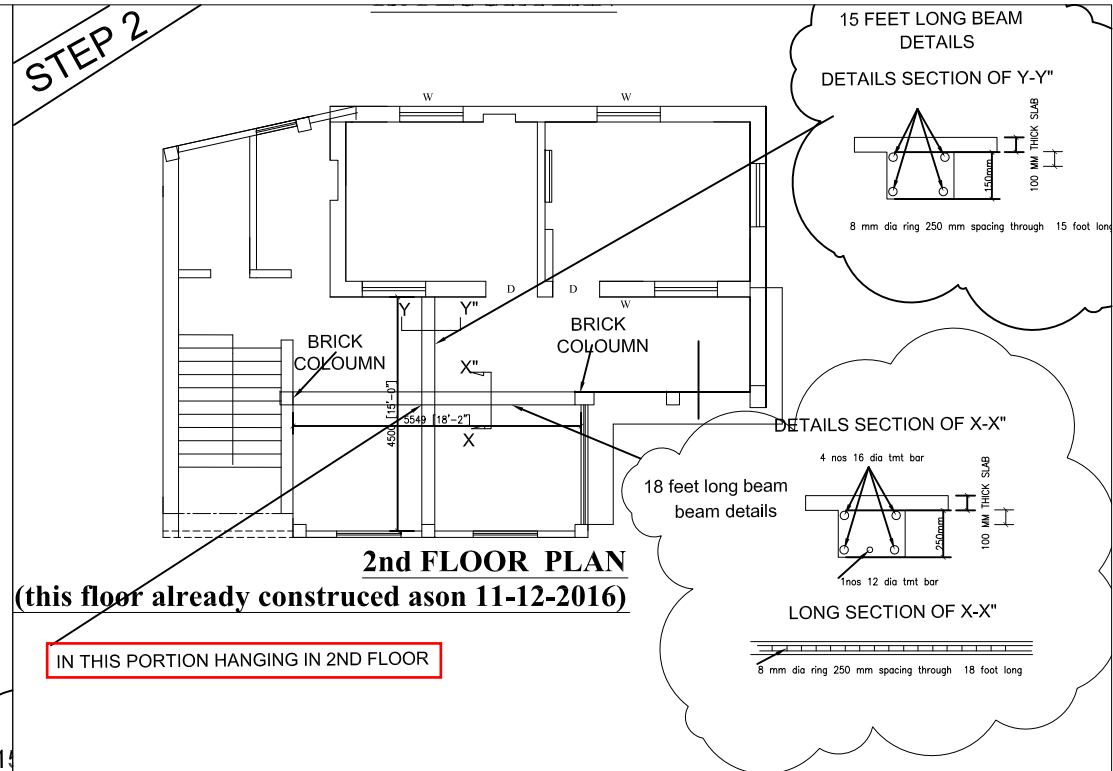 STEP 2
15 FEET LONG BEAM
DETAILS
DETAILS SECTION OF Y-Y"
100 MM THICK SLAB
150mm
8 mm dia ring 250 mm spacing through 15 foot long
W
W
D
D
W
Y
Y"
BRICK
COLOUMN
BRICK
COLOUMN
X"
X
5549 [18'-2"]
4500 [15'-0"]
DETAILS SECTION OF X-X"
4 nos 16 dia tmt bar
100 MM THICK SLAB
250mm
1nos 12 dia tmt bar
18 feet long beam
beam details
LONG SECTION OF X-X"
8 mm dia ring 250 mm spacing through 18 foot long
2nd FLOOR PLAN
(this floor already construced ason 11-12-2016)
IN THIS PORTION HANGING IN 2ND FLOOR